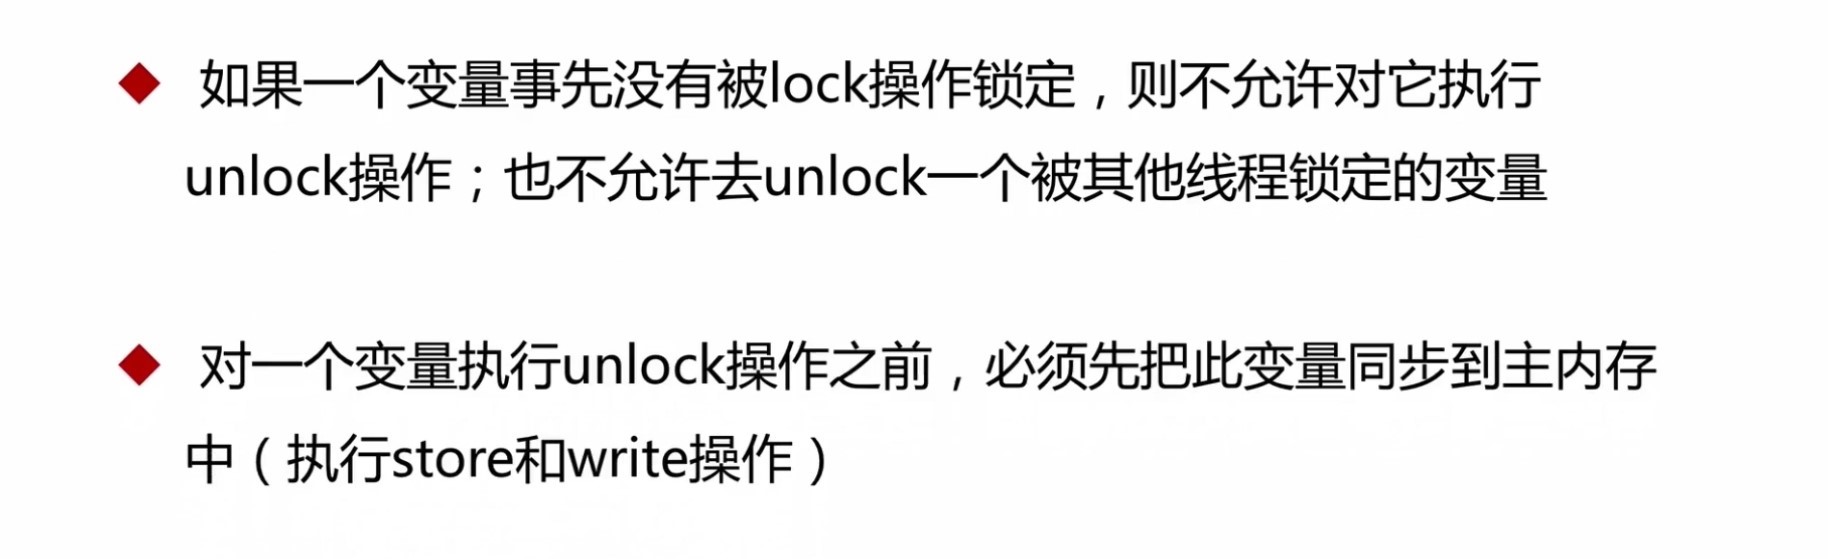 如果一个变量事先没有被lock操作锁定，则不允许对它执行
unlock操作；也不允许去unlock一个被其他线程锁定的变量
对一个变量执行unlock操作之前，必须先把此变量同步到主内存
中（执行store和write操作）